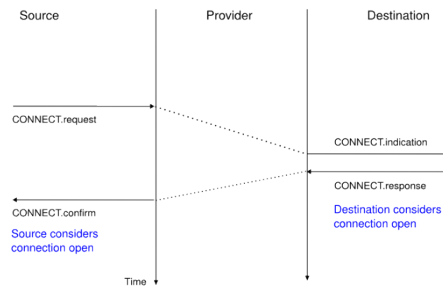 Source
Provider
Destination
CONNECT.request
CONNECT.indication
CONNECT.response
CONNECT.confirm
Destination considers
connection open
Source considers
connection open
Time